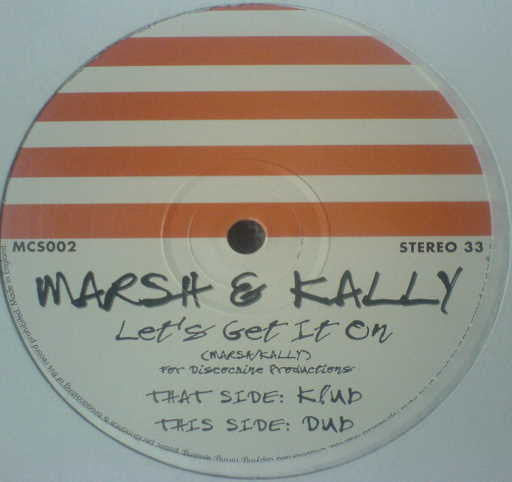 MCS002
STEREO 33
MARSH & KALLY
Let's Get It On
(MARSH/KALLY)
For Discocaine Productions
THAT SIDE: Klub
THIS SIDE: Dub